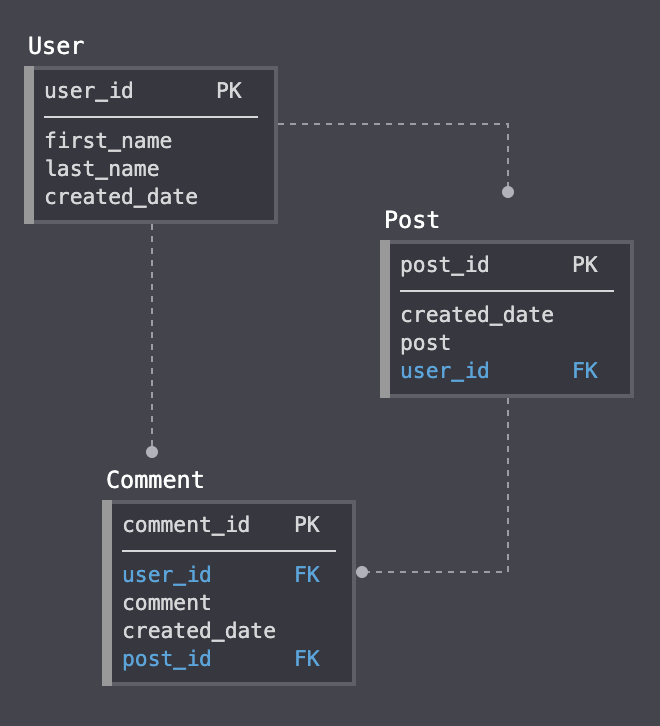 User
user_id PK
first_name
last_name
created_date
Post
post_id PK
created_date
post
user_id FK
Comment
comment_id PK
user_id FK
comment
created_date
post_id FK